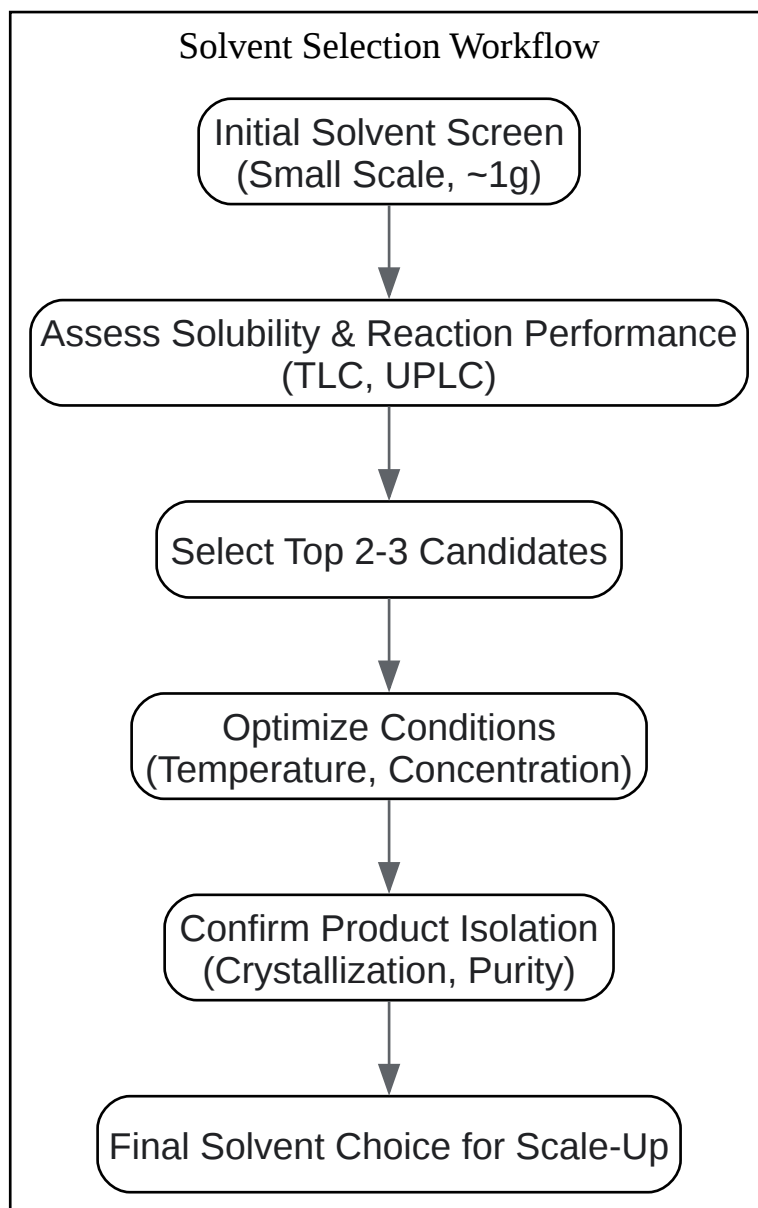 Solvent Selection Workflow
Initial Solvent Screen
(Small Scale, ~1g)
Assess Solubility & Reaction Performance
(TLC, UPLC)
Select Top 2-3 Candidates
Optimize Conditions
(Temperature, Concentration)
Confirm Product Isolation
(Crystallization, Purity)
Final Solvent Choice for Scale-Up